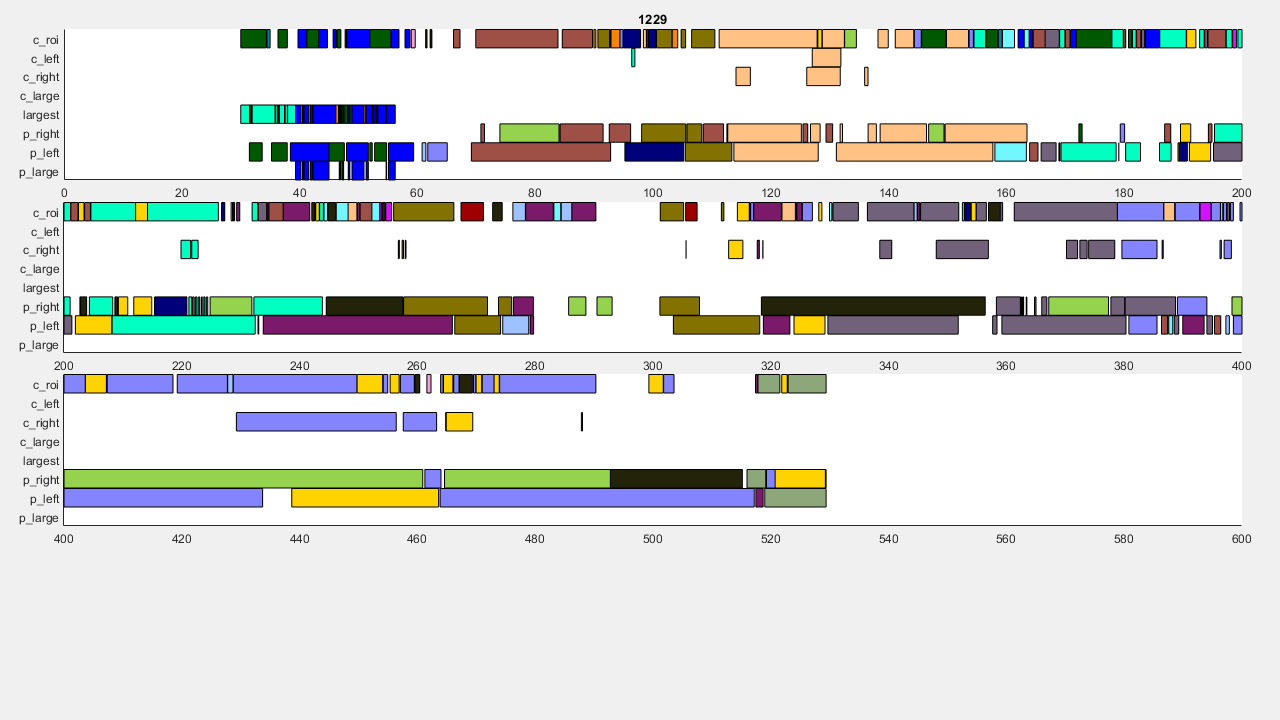 1229
c_roi
c_left
c_right
c_large
largest
p_right
p_left
p_large
0 20 40 60 80 100 120 140 160 180 200
c_roi
c_left
c_right
c_large
largest
p_right
p_left
p_large
200 220 240 260 280 300 320 340 360 380 400
c_roi
c_left
c_right
c_large
largest
p_right
p_left
p_large
400 420 440 460 480 500 520 540 560 580 600